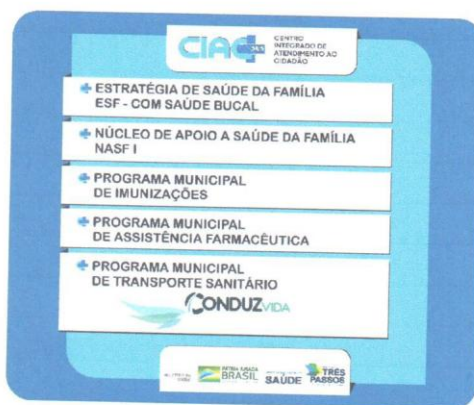 CIAC
CENTRO
INTEGRADO DE
ATENDIMENTO AO
CIDADÃO
ESTRATÉGIA DE SAÚDE DA FAMÍLIA
ESF - COM SAÚDE BUCAL
NÚCLEO DE APOIO A SAÚDE DA FAMÍLIA
NASF I
PROGRAMA MUNICIPAL
DE IMUNIZAÇÕES
PROGRAMA MUNICIPAL
DE ASSISTÊNCIA FARMACÊUTICA
PROGRAMA MUNICIPAL
DE TRANSPORTE SANITÁRIO
CONDUZVIDA
PÁTRIA AMADA
BRASIL
SAÚDE
TRÊS
PASSOS